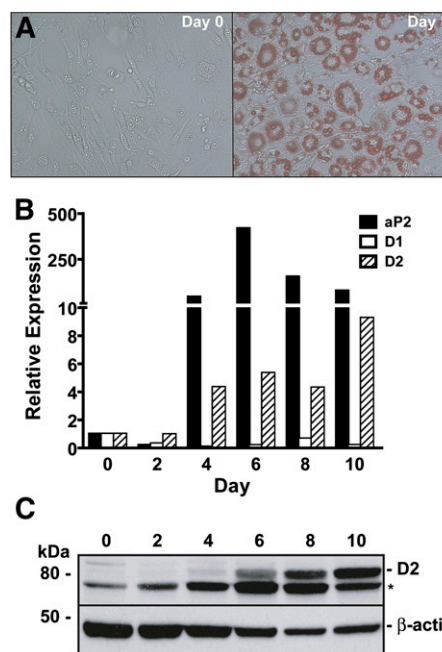 A
Day 0
Day
B
500
250
10
8
6
4
2
0
Relative Expression
aP2
D1
D2
0 2 4 6 8 10
Day
C
0 2 4 6 8 10
kDa
80 -
50 -
- D2
*
- β-acti